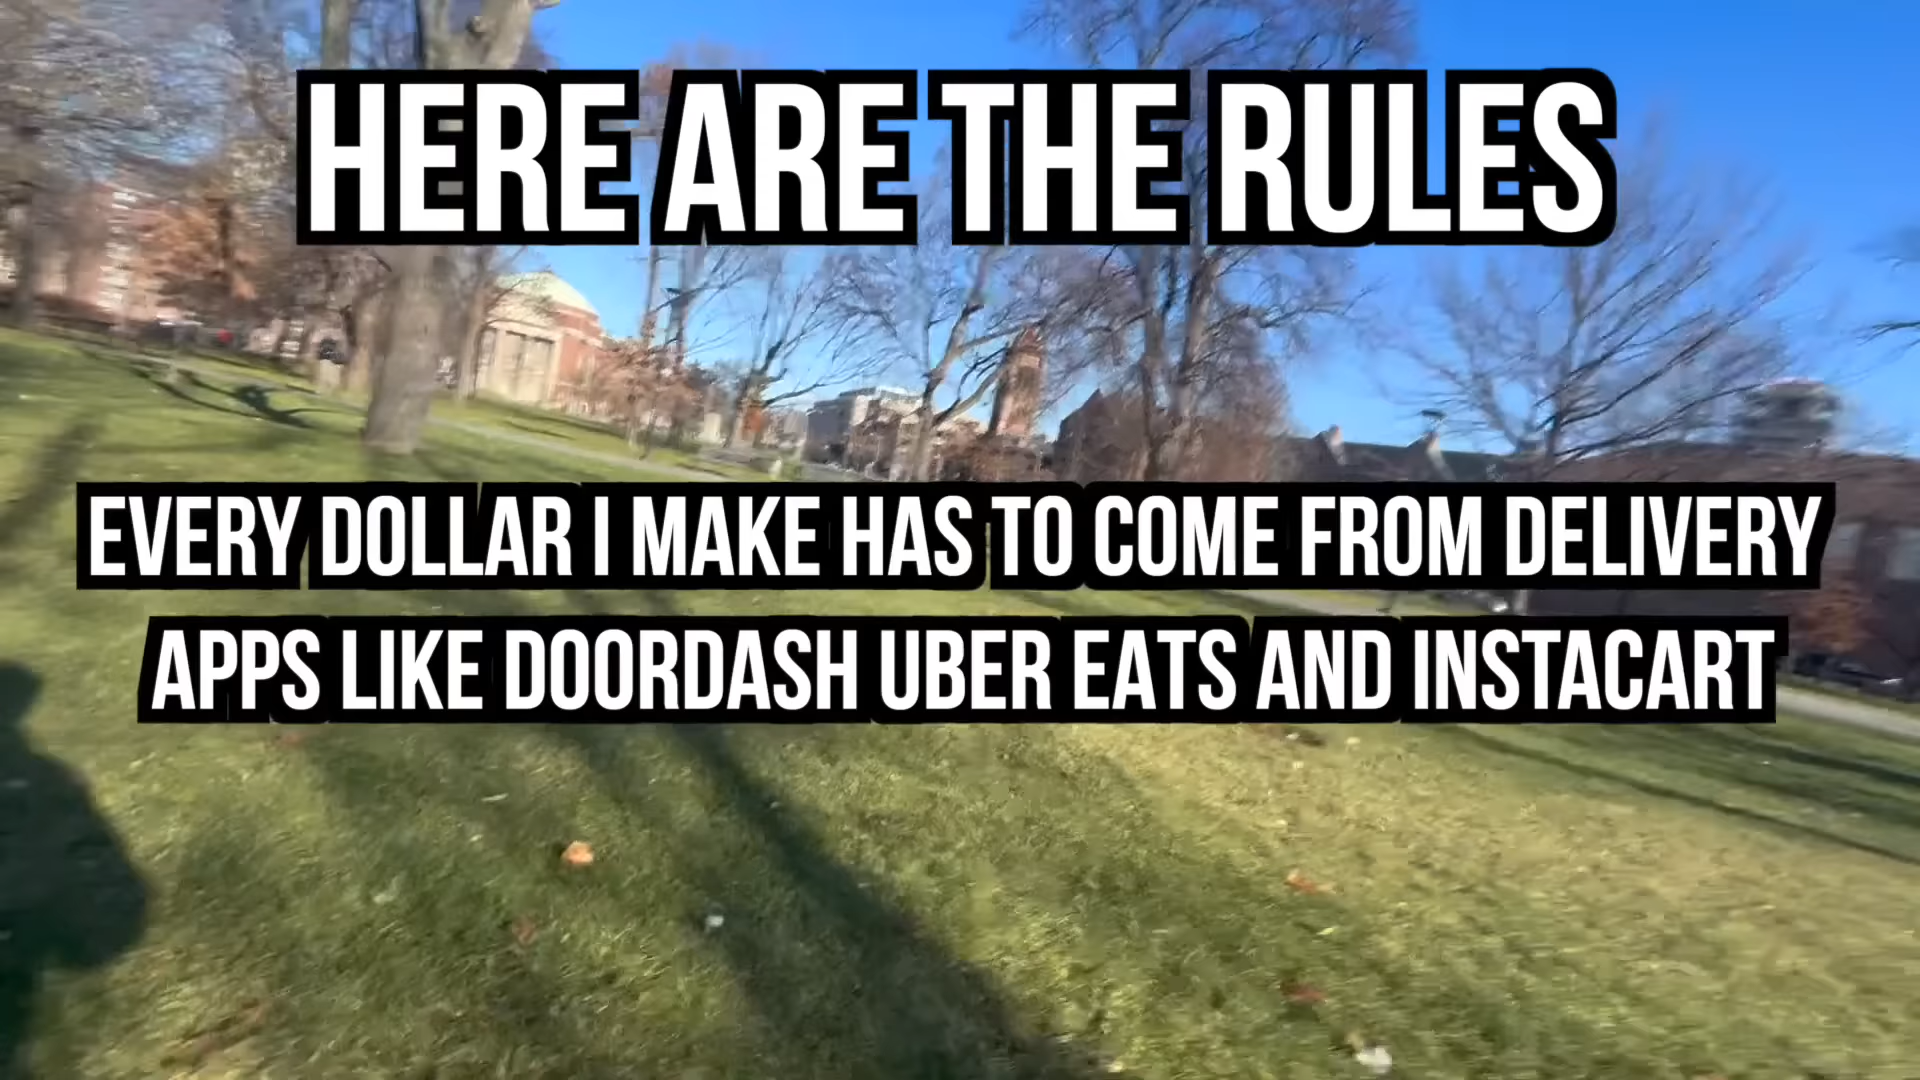 HERE ARE THE RULES
EVERY DOLLAR I MAKE HAS TO COME FROM DELIVERY
APPS LIKE DOORDASH UBER EATS AND INSTACART